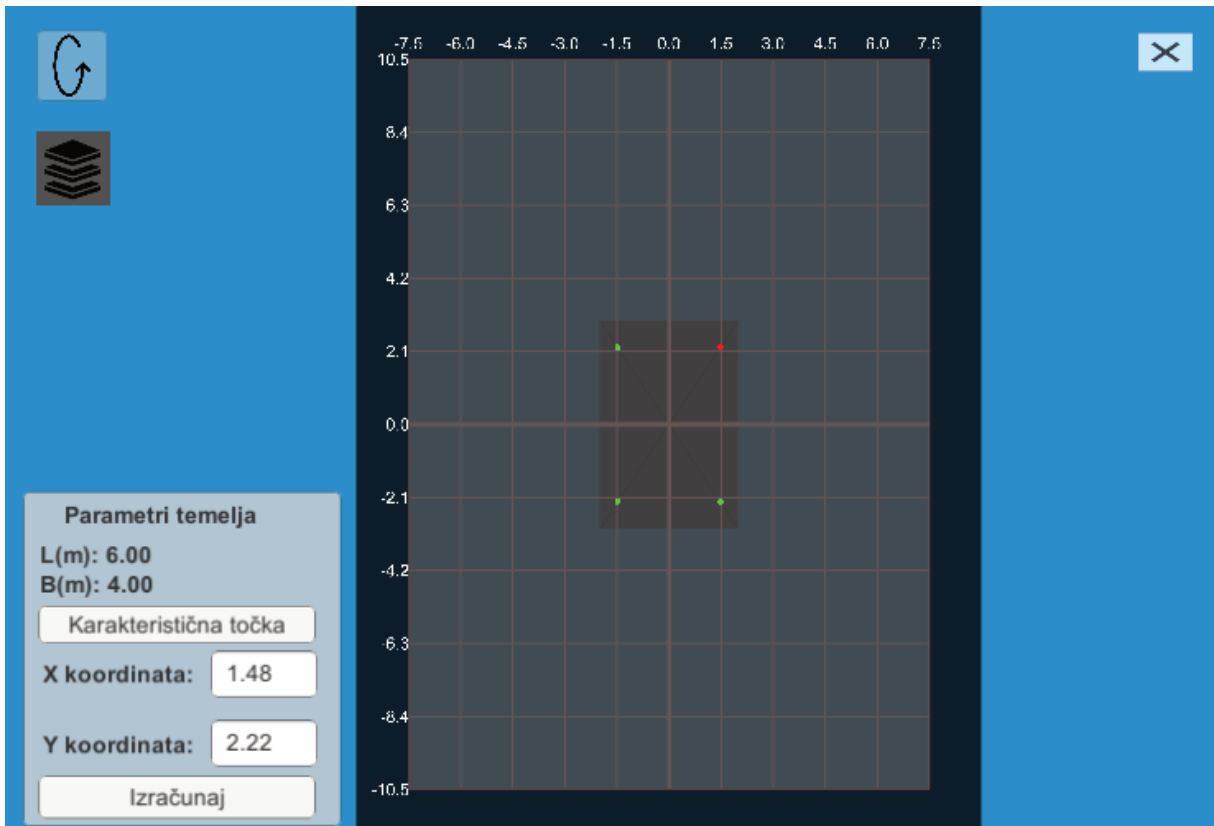 -7.5 -6.0 -4.5 -3.0 -1.5 0.0 1.5 3.0 4.5 6.0 7.5
10.5
8.4
6.3
4.2
2.1
0.0
-2.1
-4.2
-6.3
-8.4
-10.5
Parametri temelja
L(m): 6.00
B(m): 4.00
Karakteristična točka
X koordinata: 1.48
Y koordinata: 2.22
Izračunaj